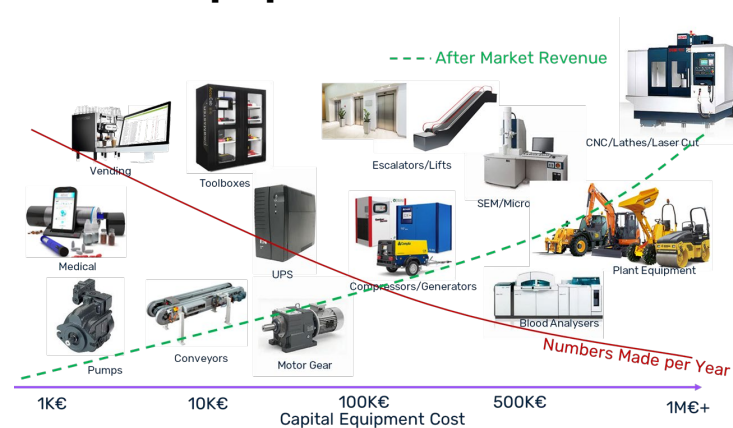 After Market Revenue
CNC/Lathes/Laser Cut
Vending
Toolboxes
Escalators/Lifts
SEM/Micro
Medical
UPS
Compressors/Generators
Plant Equipment
Blood Analysers
Pumps
Conveyors
Motor Gear
Numbers Made per Year
1K€
10K€
100K€
500K€
1M€+
Capital Equipment Cost